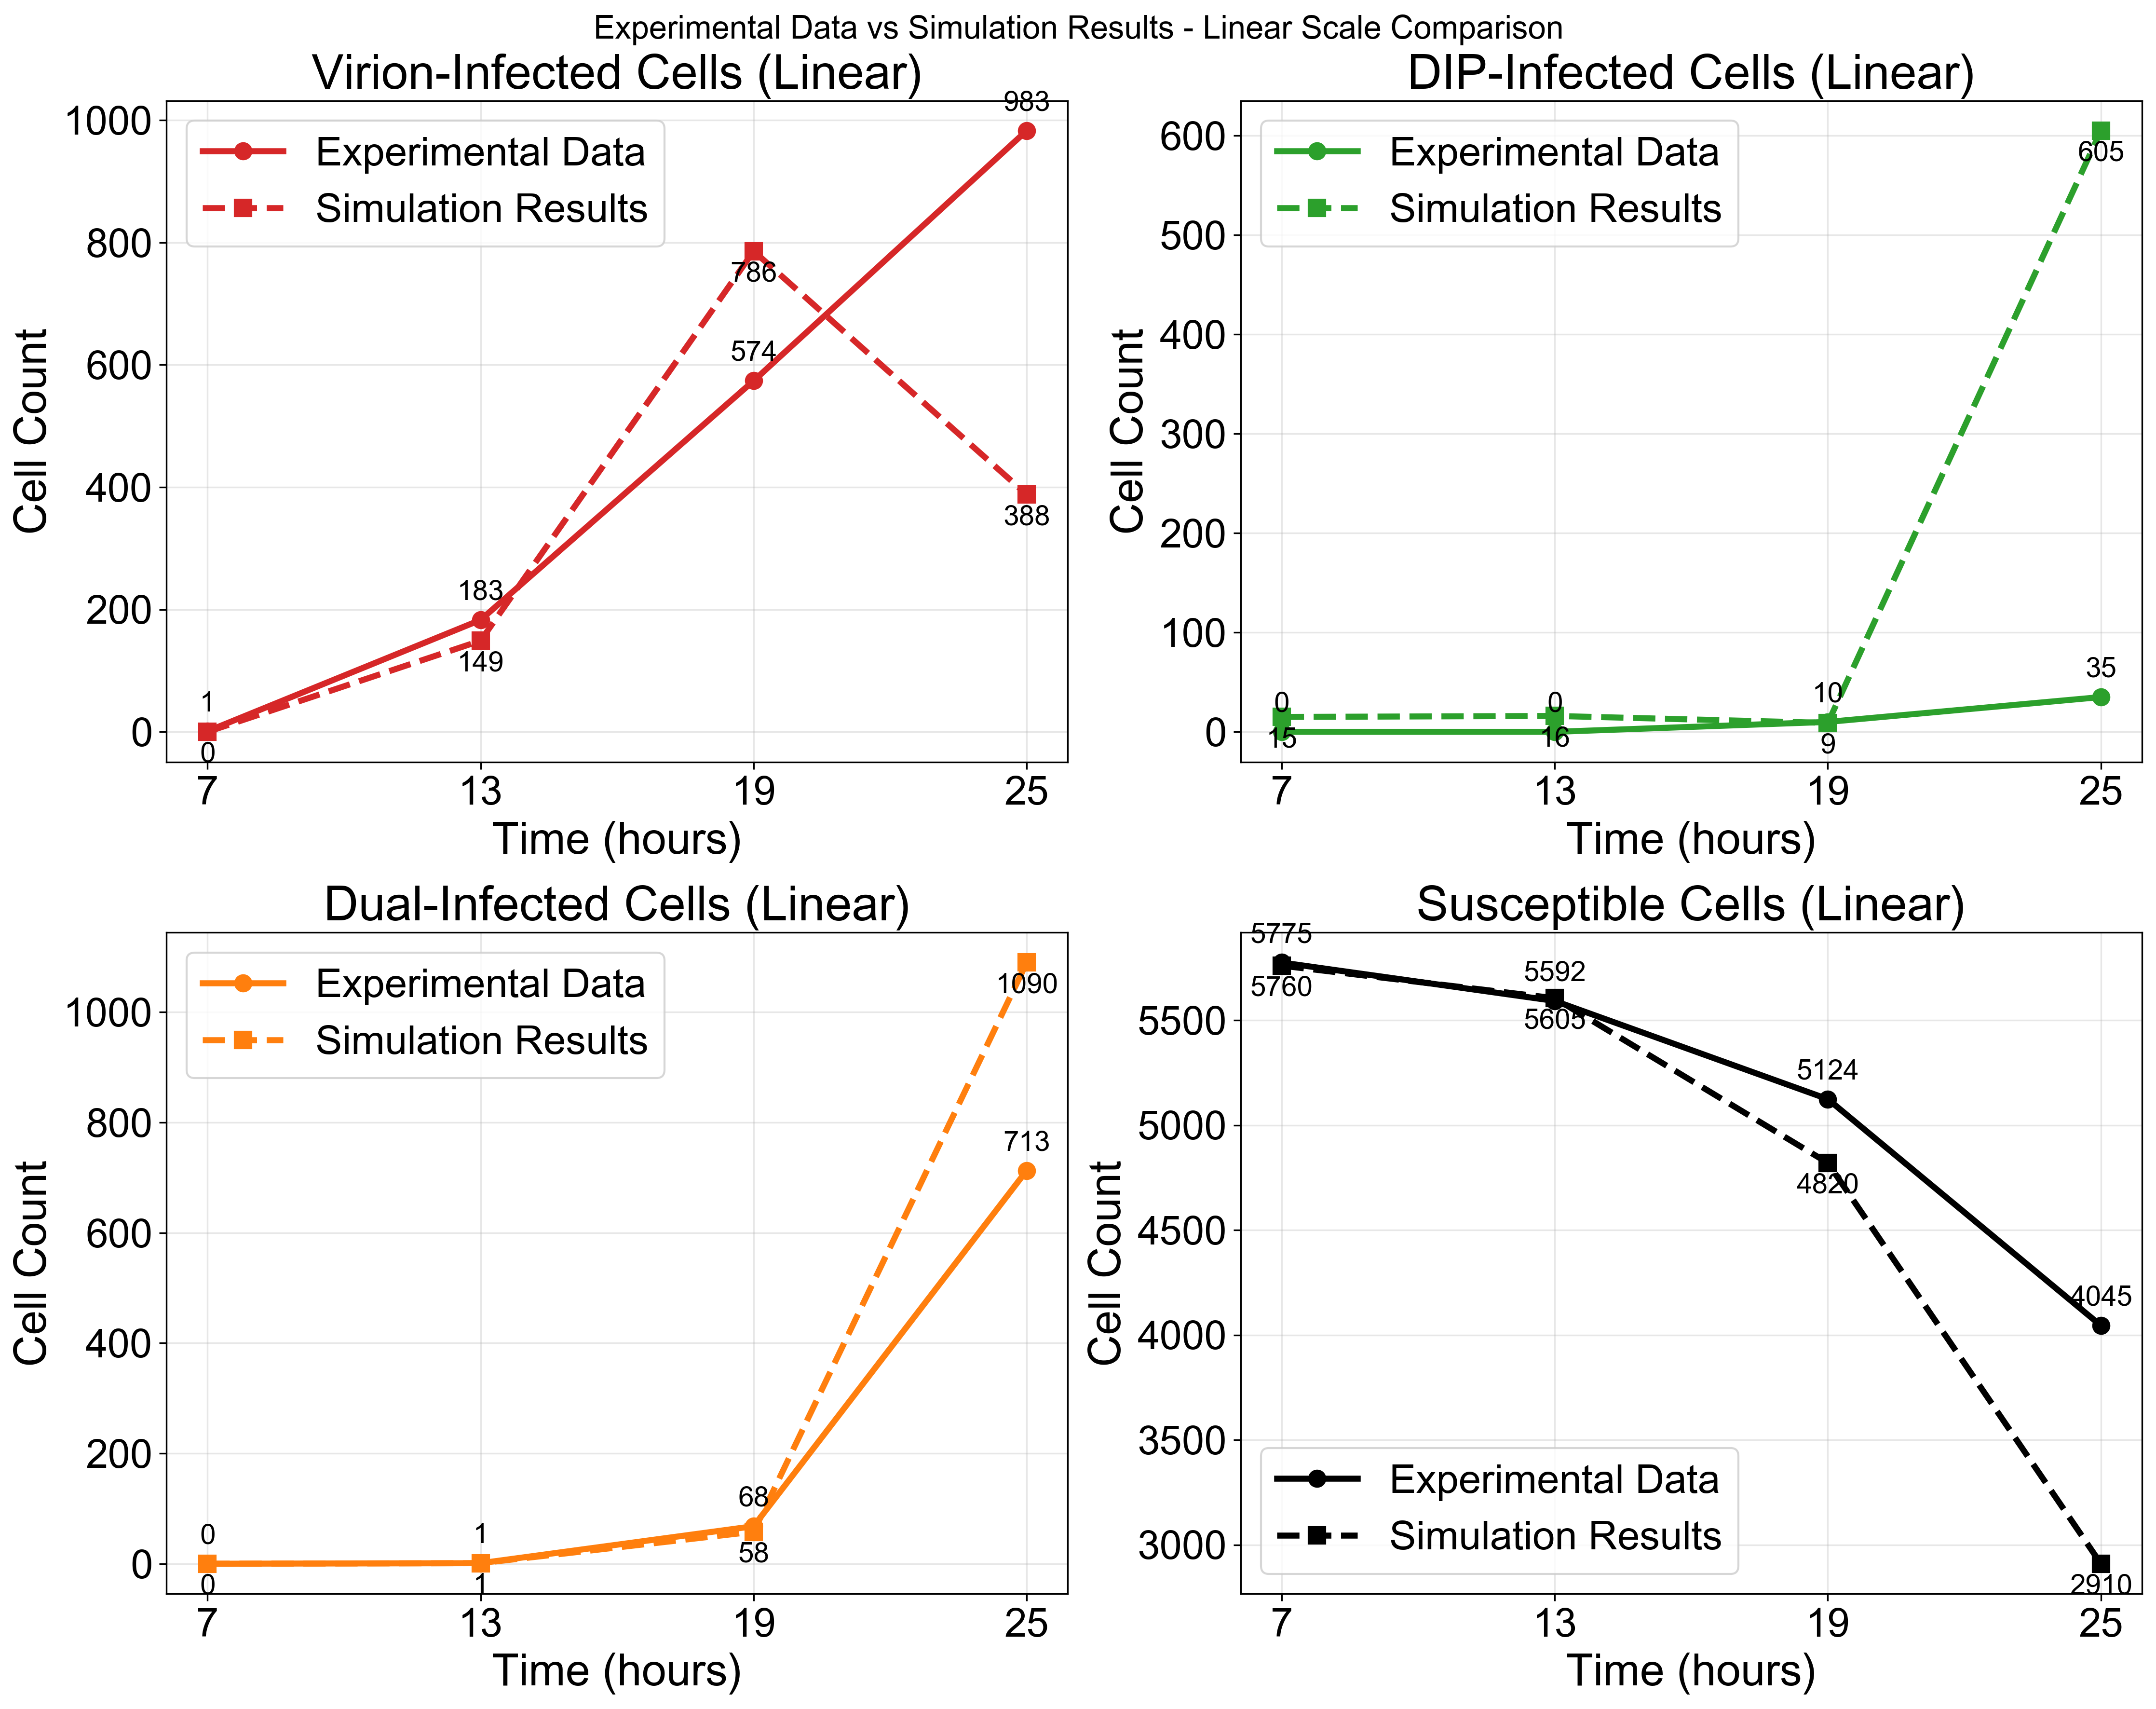 Experimental Data vs Simulation Results - Linear Scale Comparison
Virion-Infected Cells (Linear)
Cell Count
1000
800
600
400
200
0
Experimental Data
Simulation Results
983
786
574
388
183
149
1
0
7 13 19 25
Time (hours)
DIP-Infected Cells (Linear)
Cell Count
600
500
400
300
200
100
0
Experimental Data
Simulation Results
605
35
0 0 10
15 16 9
7 13 19 25
Time (hours)
Dual-Infected Cells (Linear)
Cell Count
1000
800
600
400
200
0
Experimental Data
Simulation Results
1090
713
68
58
0 1
0 1
7 13 19 25
Time (hours)
Susceptible Cells (Linear)
Cell Count
5500
5000
4500
4000
3500
3000
5775
5760
5592
5605
5124
4820
4045
2910
Experimental Data
Simulation Results
7 13 19 25
Time (hours)